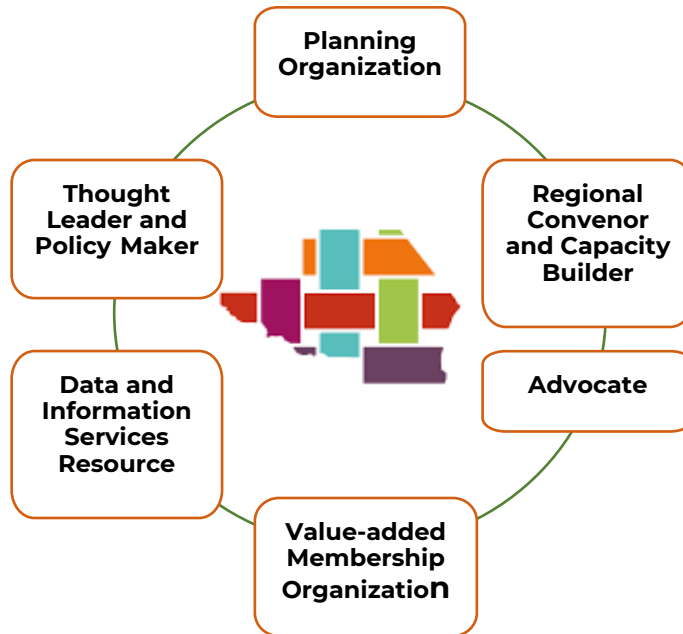 Planning
Organization
Regional
Convenor
and Capacity
Builder
Advocate
Value-added
Membership
Organization
Data and
Information
Services
Resource
Thought
Leader and
Policy Maker